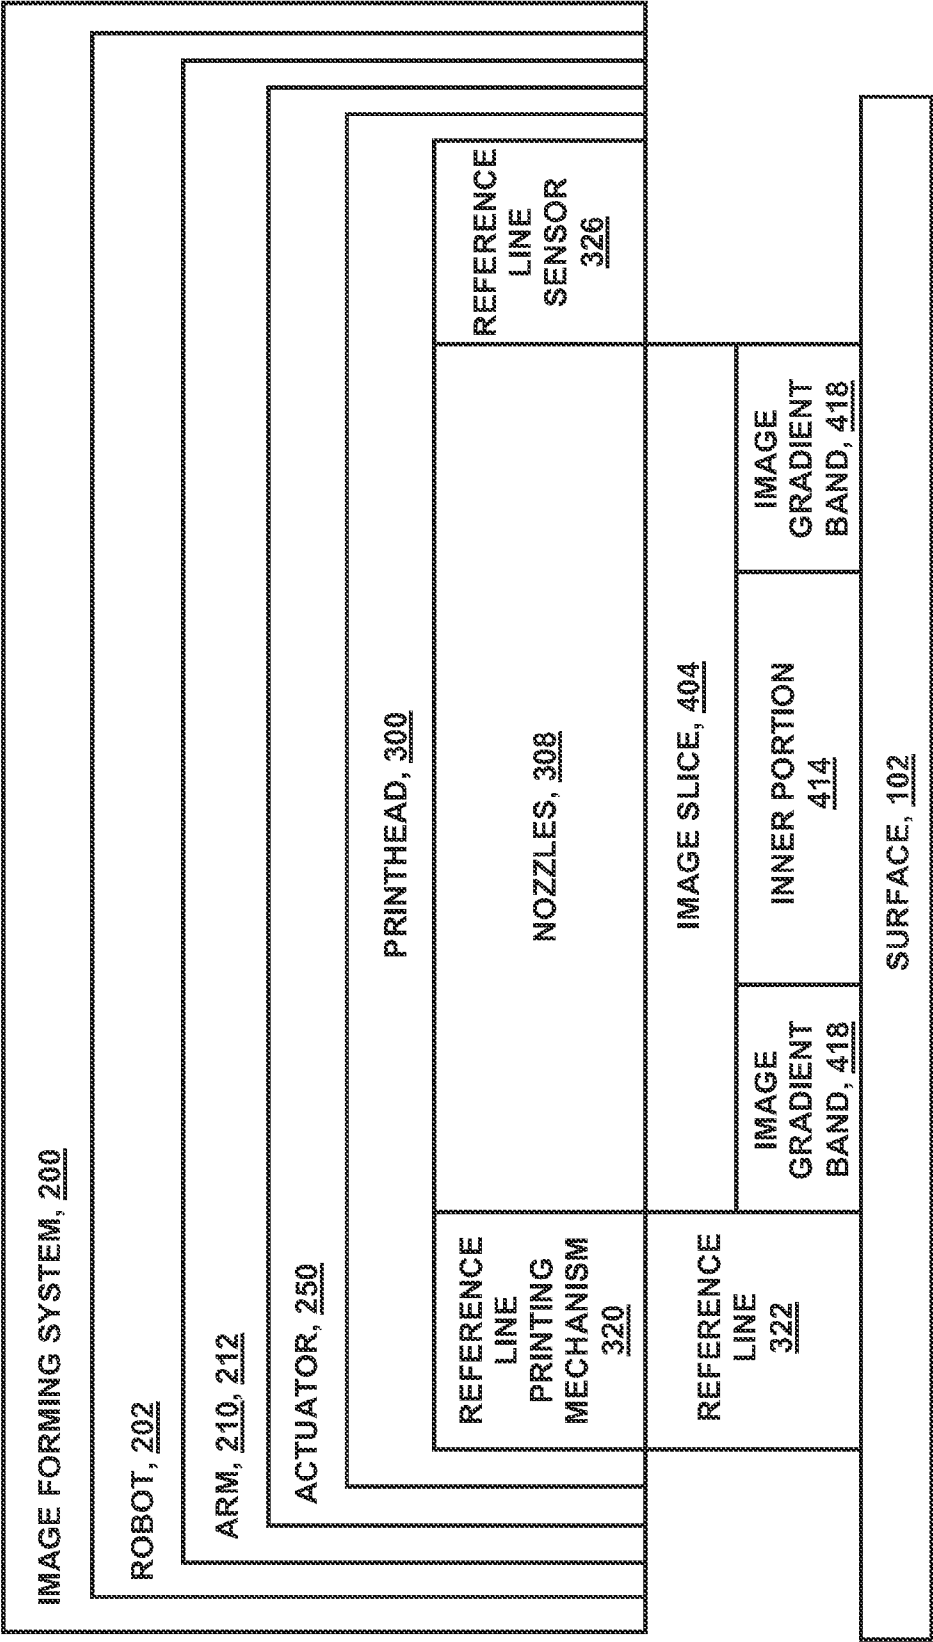 IMAGE FORMING SYSTEM, 200
ROBOT, 202
ARM, 210, 212
ACTUATOR, 250
PRINTHEAD, 300
REFERENCE
LINE
PRINTING
MECHANISM
320
NOZZLES, 308
REFERENCE
LINE
SENSOR
326
REFERENCE
LINE
322
IMAGE SLICE, 404
IMAGE
GRADIENT
BAND, 418
INNER PORTION
414
IMAGE
GRADIENT
BAND, 418
SURFACE, 102